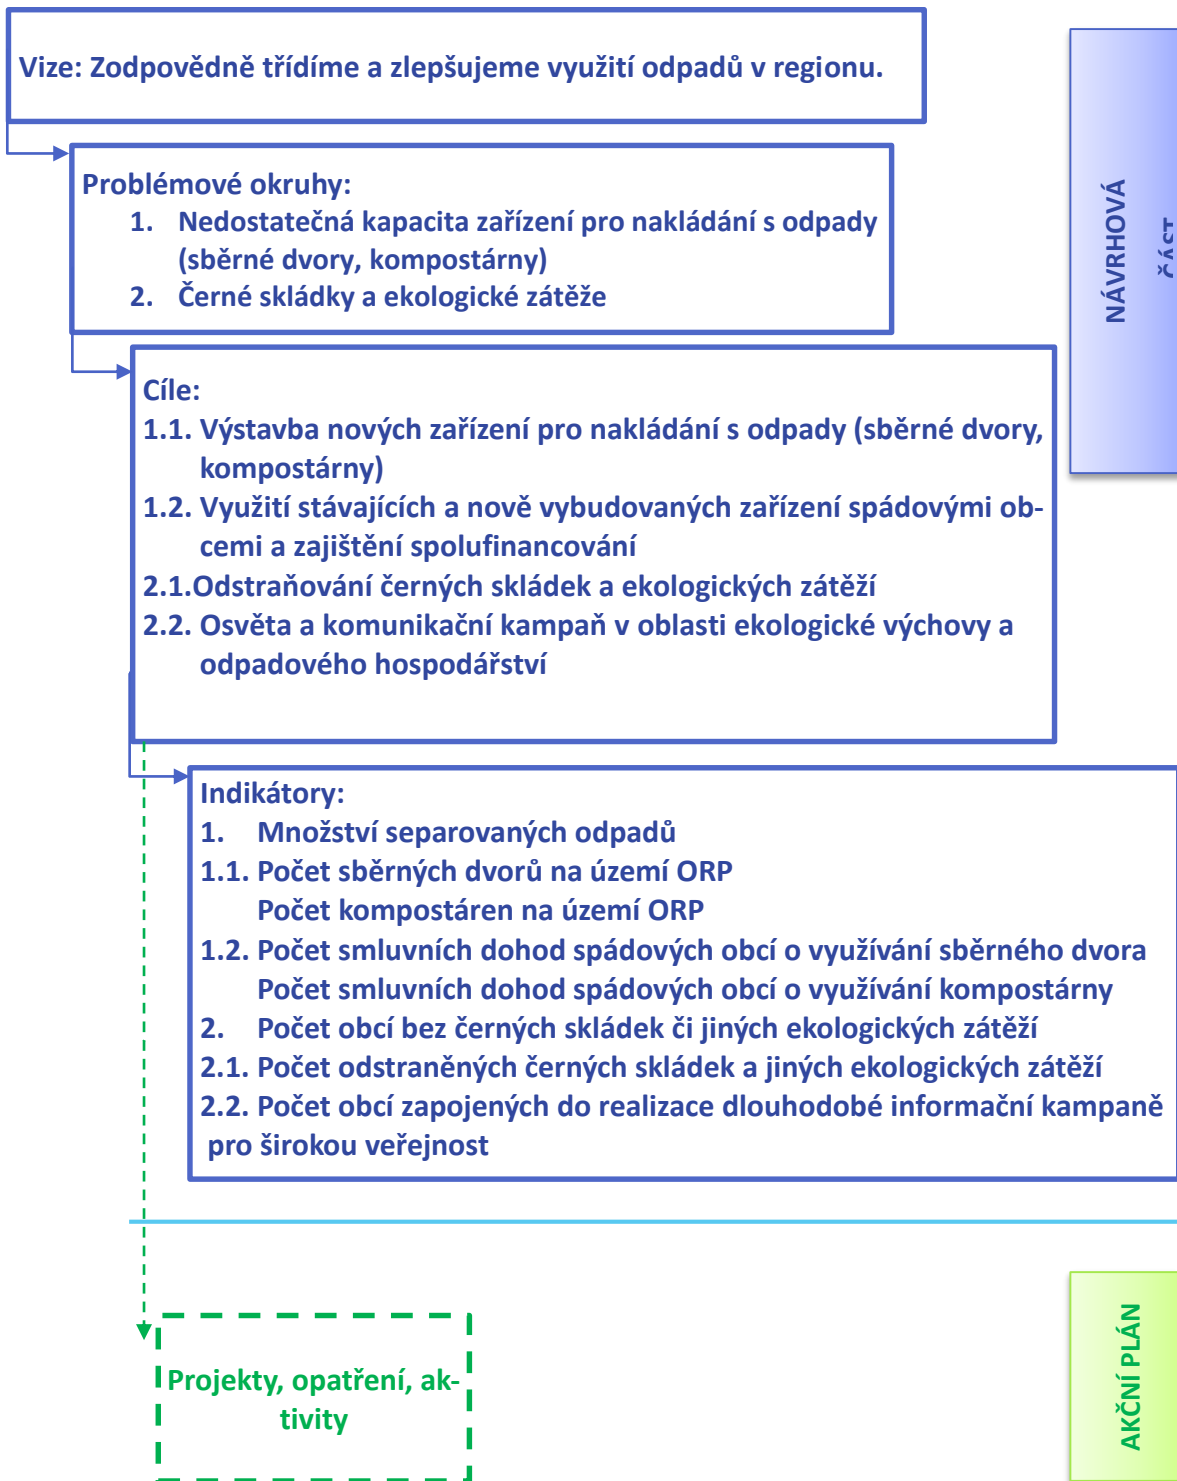 Vize: Zodpovědně třídíme a zlepšujeme využití odpadů v regionu.
Problémové okruhy:
1. Nedostatečná kapacita zařízení pro nakládání s odpady
(sběrné dvory, kompostárny)
2. Černé skládky a ekologické zátěže
Cíle:
1.1. Výstavba nových zařízení pro nakládání s odpady (sběrné dvory,
kompostárny)
1.2. Využití stávajících a nově vybudovaných zařízení spádovými ob-
cemi a zajištění spolufinancování
2.1.Odstraňování černých skládek a ekologických zátěží
2.2. Osvěta a komunikační kampaň v oblasti ekologické výchovy a
odpadového hospodářství
Indikátory:
1. Množství separovaných odpadů
1.1. Počet sběrných dvorů na území ORP
Počet kompostáren na území ORP
1.2. Počet smluvních dohod spádových obcí o využívání sběrného dvora
Počet smluvních dohod spádových obcí o využívání kompostárny
2. Počet obcí bez černých skládek či jiných ekologických zátěží
2.1. Počet odstraněných černých skládek a jiných ekologických zátěží
2.2. Počet obcí zapojených do realizace dlouhodobé informační kampaně
pro širokou veřejnost
Projekty, opatření, ak-
tivity
NÁVRHOVÁ
ČÁST
AKČNÍ PLÁN